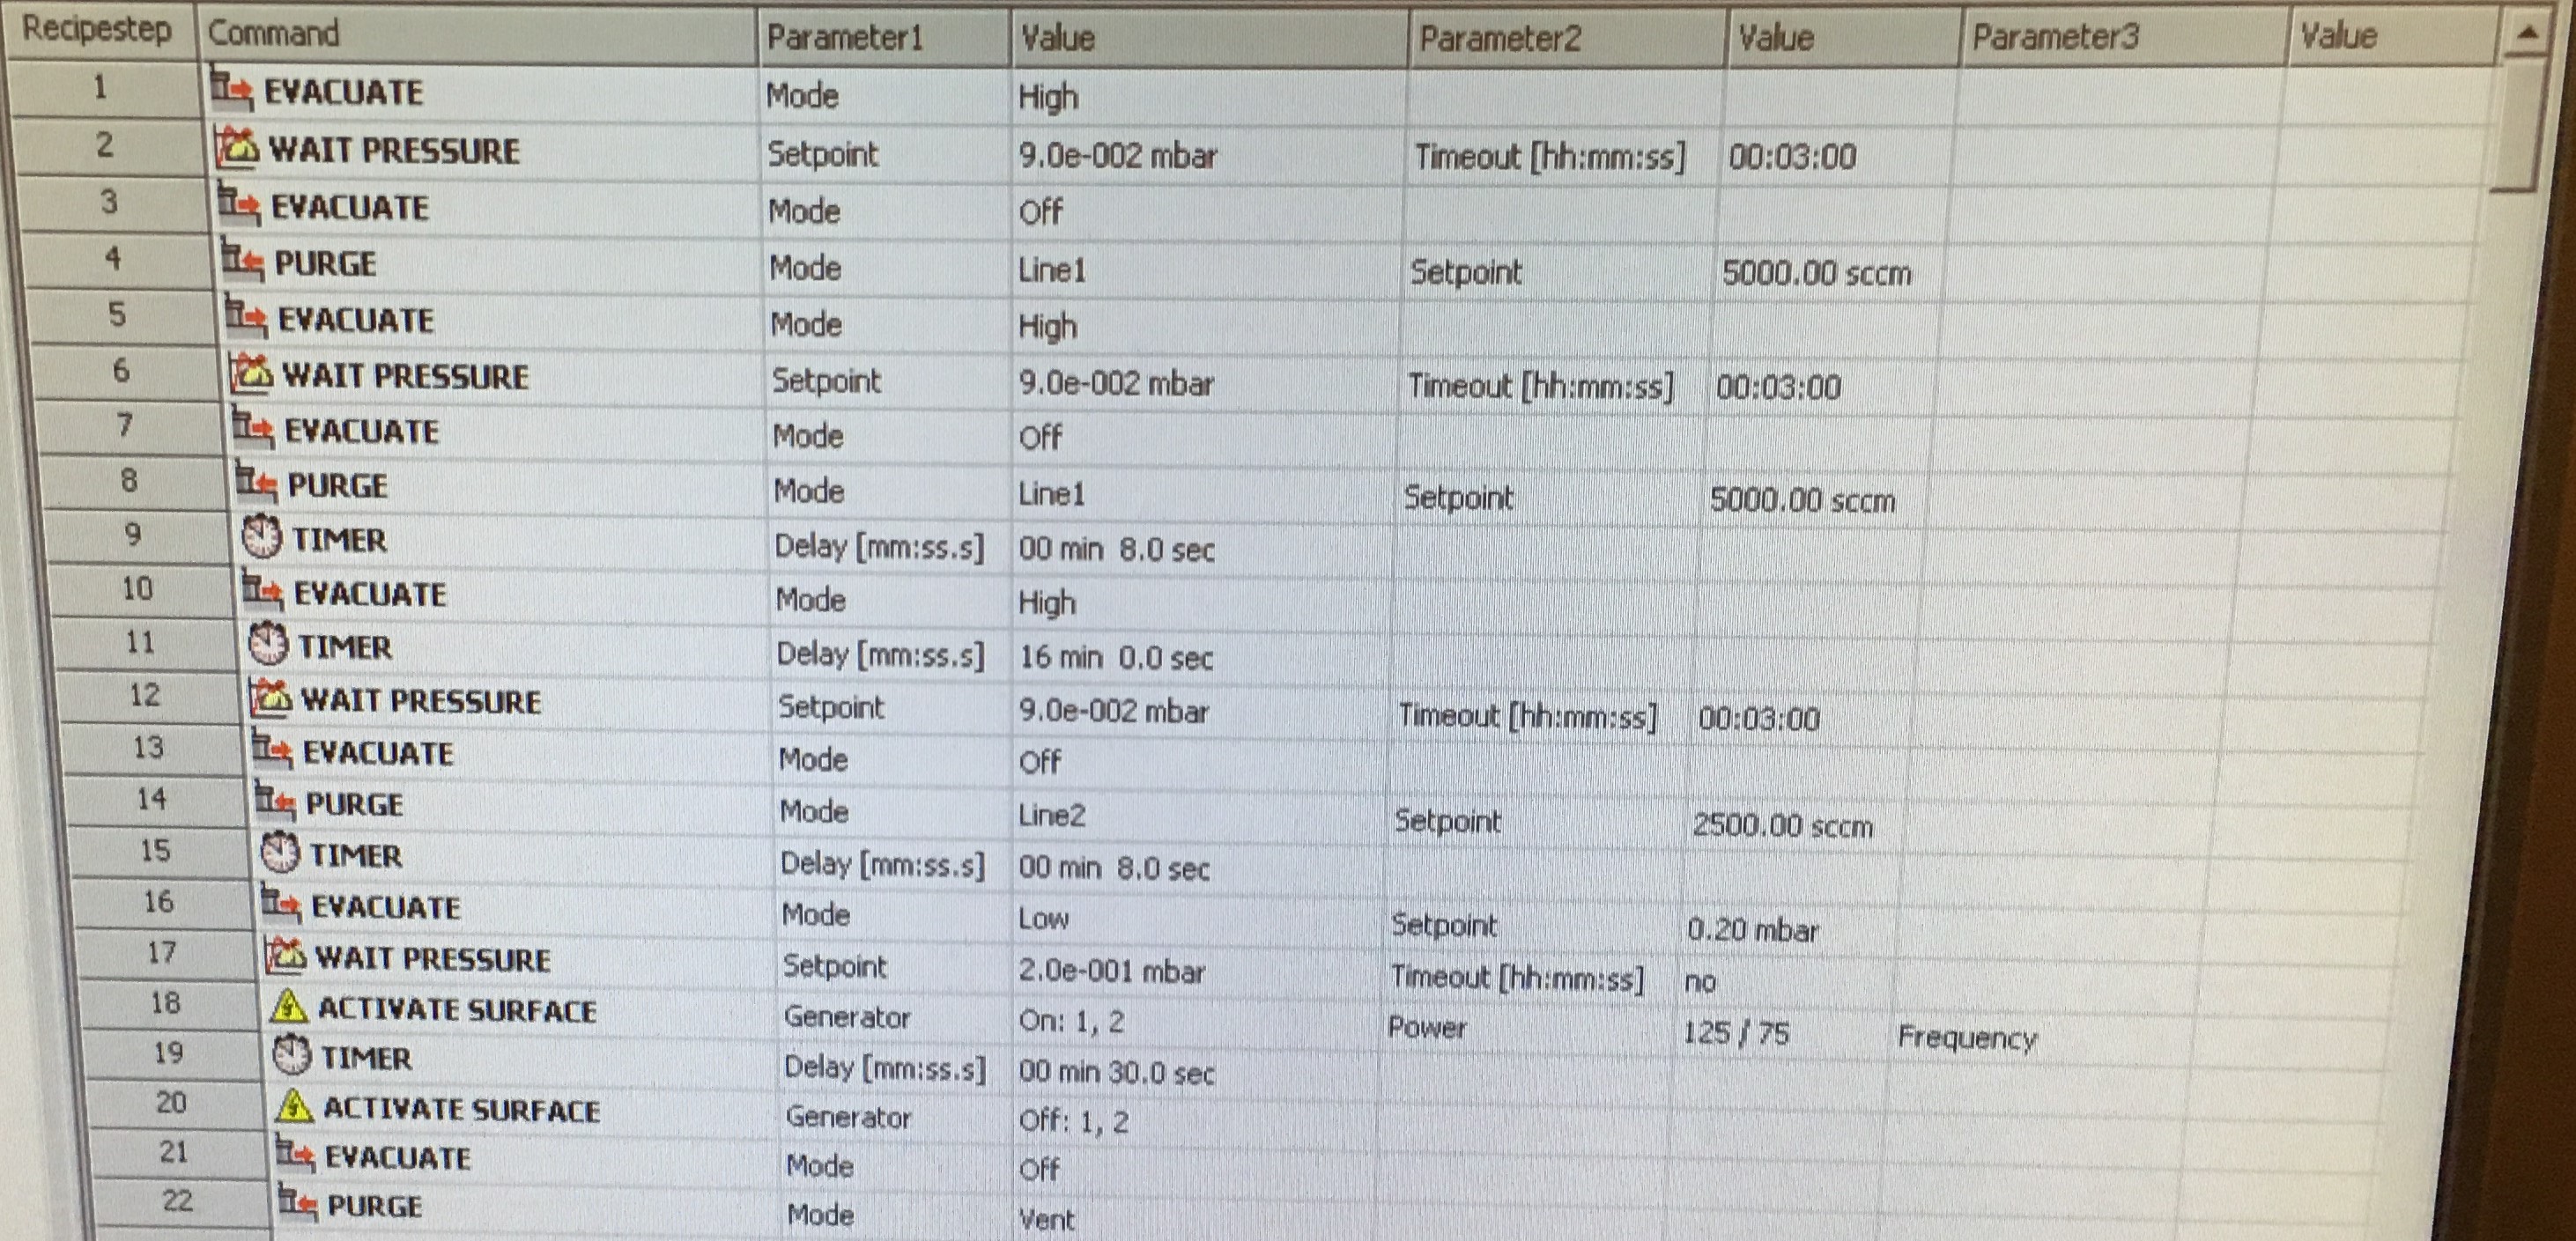 Recipestep Command Parameter1 Value Parameter2 Value Parameter3 Value
1 EVACUATE Mode High
2 WAIT PRESSURE Setpoint 9.0e-002 mbar Timeout [hh:mm:ss] 00:03:00
3 EVACUATE Mode Off
4 PURGE Mode Line1 Setpoint 5000.00 sccm
5 EVACUATE Mode High
6 WAIT PRESSURE Setpoint 9.0e-002 mbar Timeout [hh:mm:ss] 00:03:00
7 EVACUATE Mode Off
8 PURGE Mode Line1 Setpoint 5000.00 sccm
9 TIMER Delay [mm:ss.s] 00 min 8.0 sec
10 EVACUATE Mode High
11 TIMER Delay [mm:ss.s] 16 min 0.0 sec
12 WAIT PRESSURE Setpoint 9.0e-002 mbar Timeout [hh:mm:ss] 00:03:00
13 EVACUATE Mode Off
14 PURGE Mode Line2 Setpoint 2500.00 sccm
15 TIMER Delay [mm:ss.s] 00 min 8.0 sec
16 EVACUATE Mode Low Setpoint 0.20 mbar
17 WAIT PRESSURE Setpoint 2.0e-001 mbar Timeout [hh:mm:ss] no
18 ACTIVATE SURFACE Generator On: 1, 2 Power 125 / 75 Frequency
19 TIMER Delay [mm:ss.s] 00 min 30.0 sec
20 ACTIVATE SURFACE Generator Off: 1, 2
21 EVACUATE Mode Off
22 PURGE Mode Vent